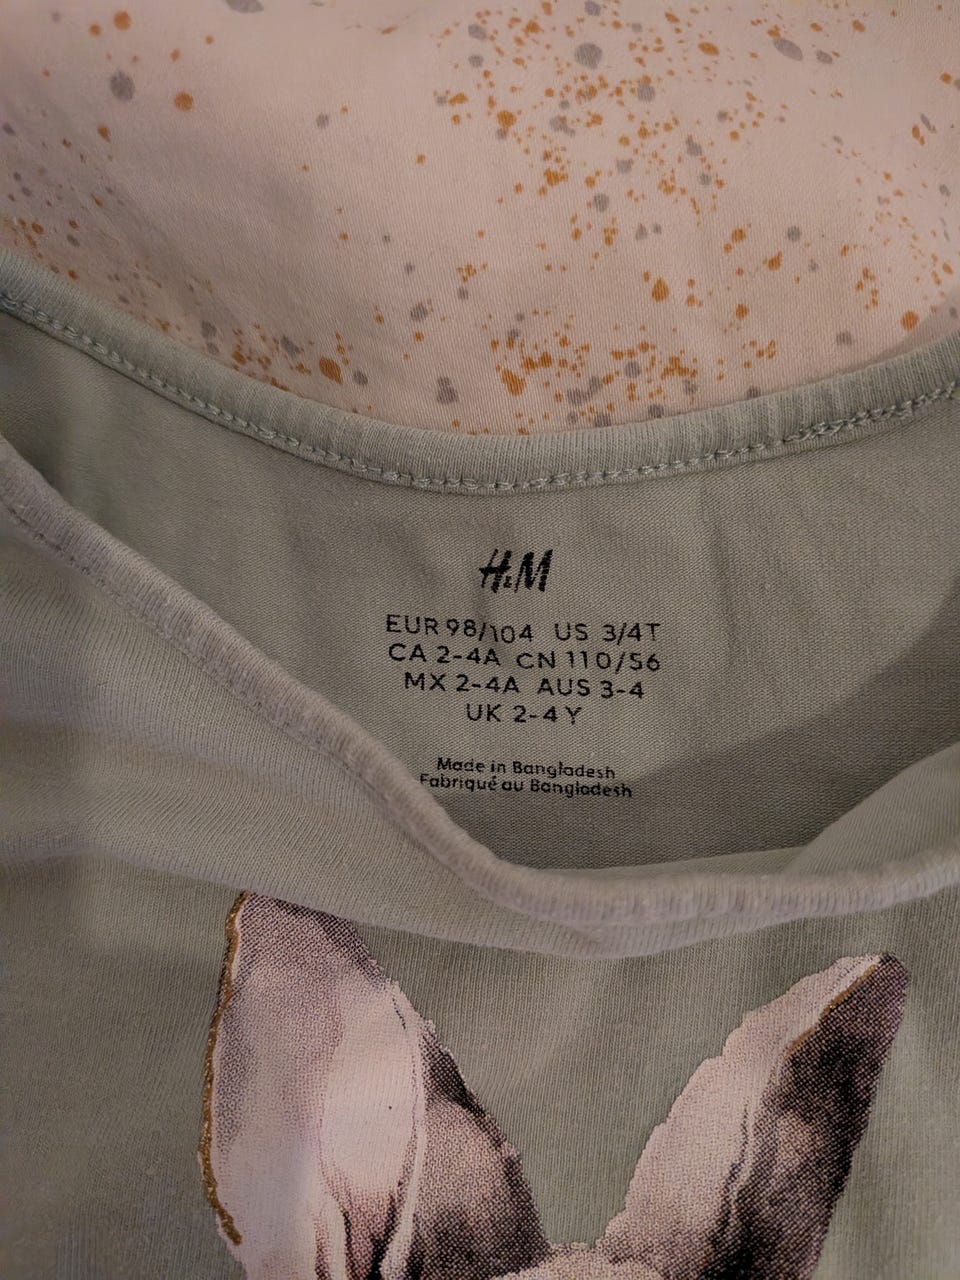 H&M
EUR 98/104 US 3/4T
CA 2-4A CN 110/56
MX 2-4A AUS 3-4
UK 2-4Y
Made in Bangladesh
Fabriqué au Bangladesh